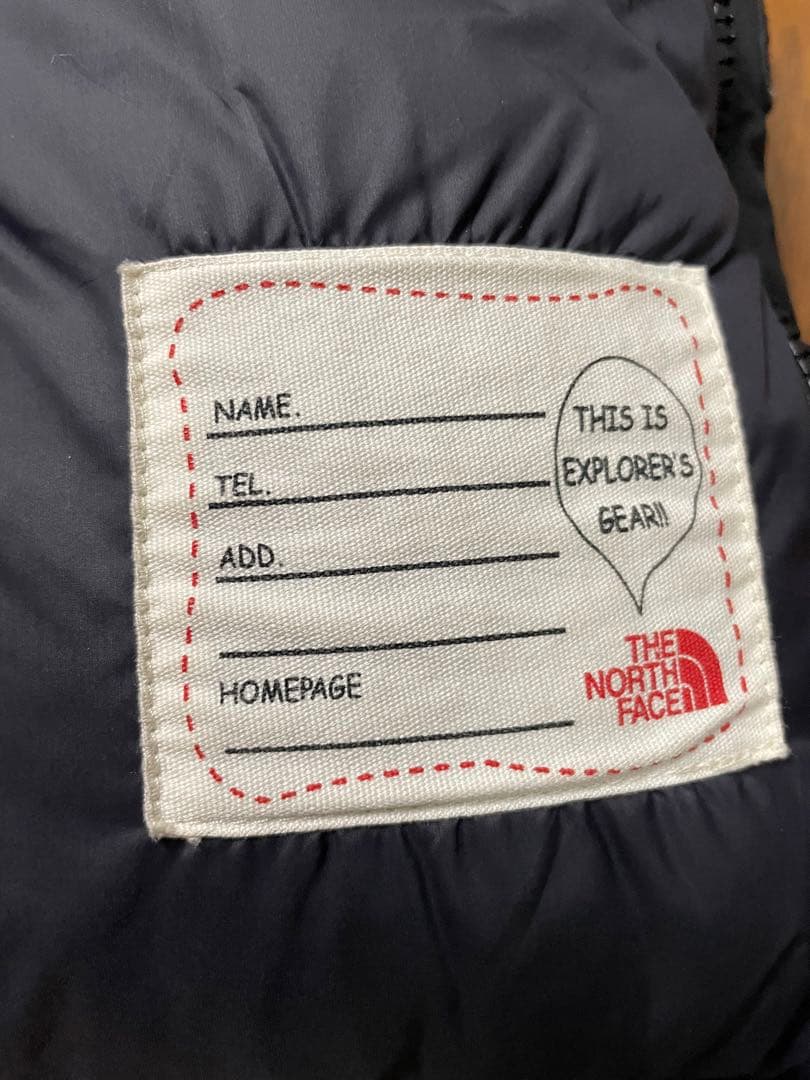 NAME.
TEL.
ADD.
HOMEPAGE
THIS IS
EXPLORER'S
GEAR!!
THE
NORTH
FACE